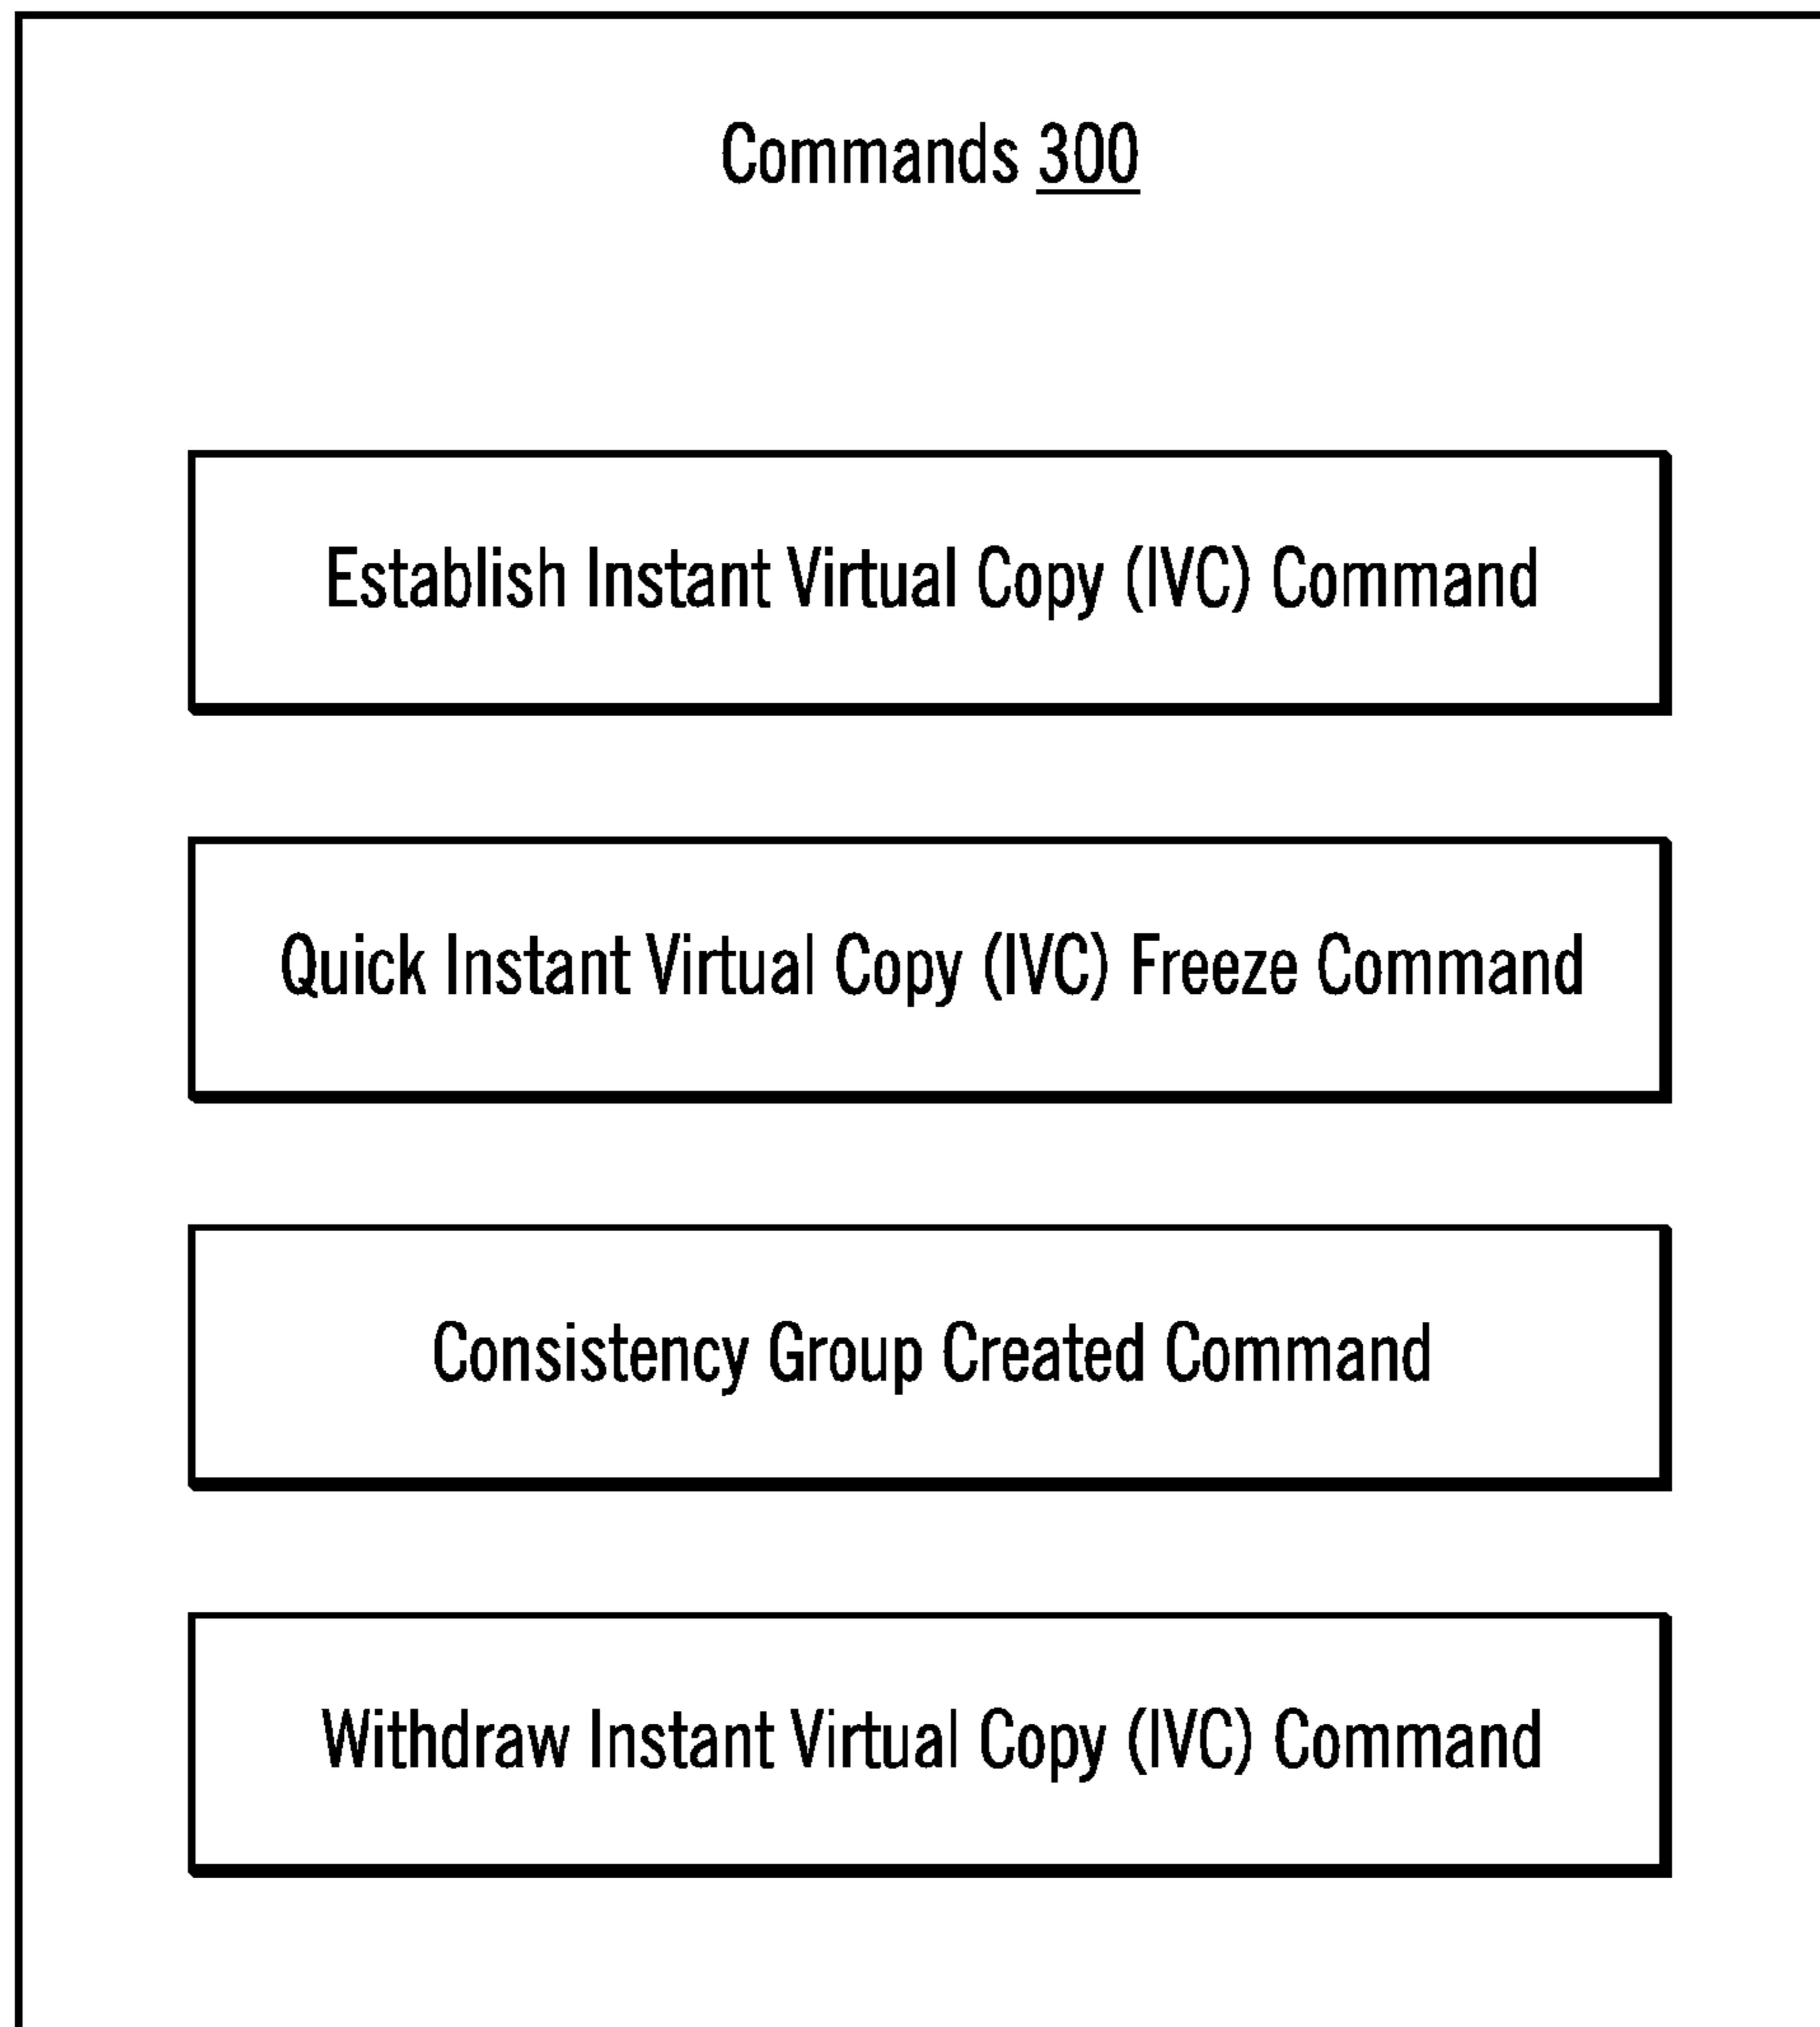 Commands 300
Establish Instant Virtual Copy (IVC) Command
Quick Instant Virtual Copy (IVC) Freeze Command
Consistency Group Created Command
Withdraw Instant Virtual Copy (IVC) Command